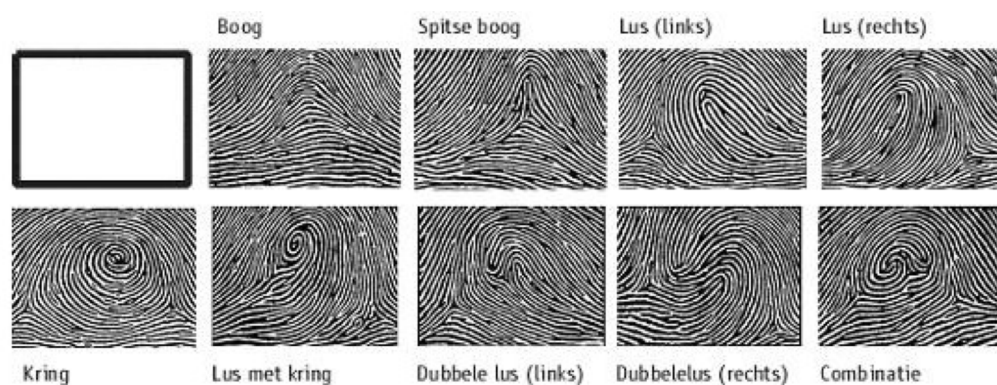 Boog
Spitse boog
Lus (links)
Lus (rechts)
Kring
Lus met kring
Dubbele lus (links)
Dubbelelus (rechts)
Combinatie